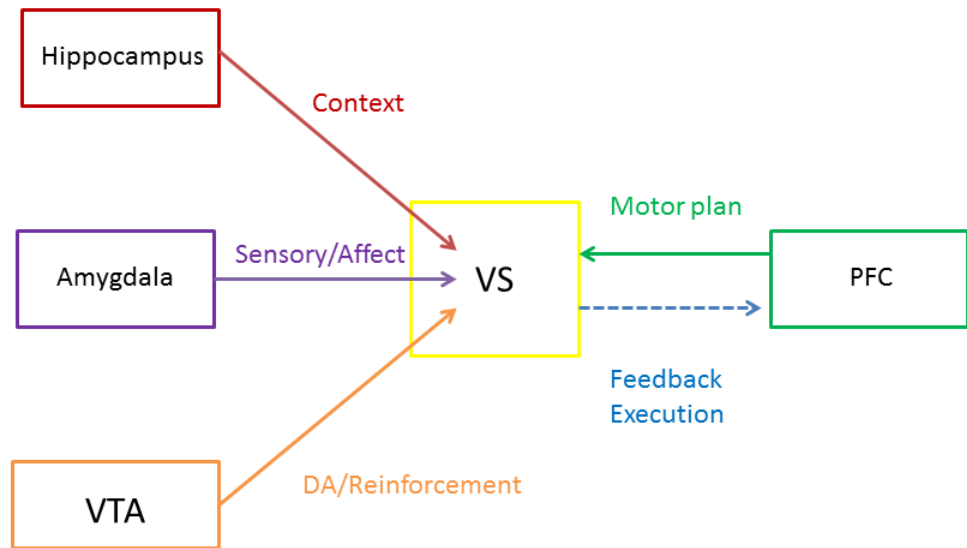 Hippocampus
Context
Motor plan
Sensory/Affect
Amygdala
VS
PFC
Feedback
Execution
DA/Reinforcement
VTA